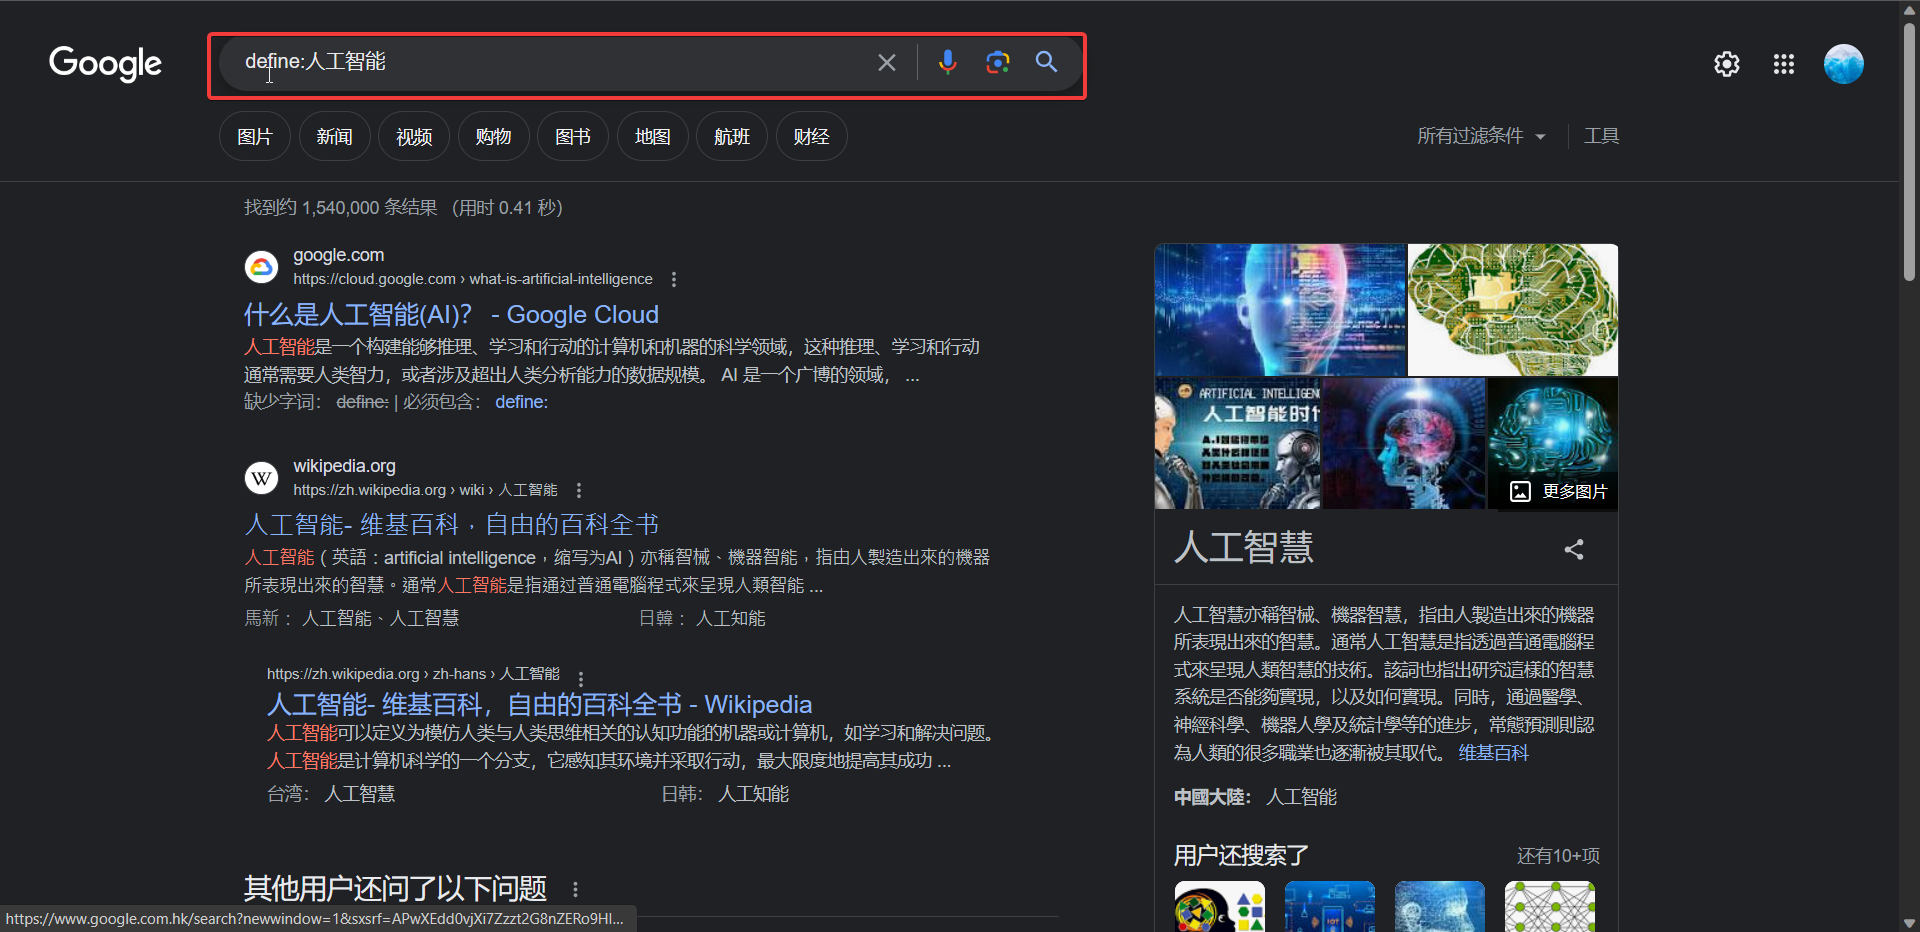 Google
define:人工智能
图片
新闻
视频
购物
图书
地图
航班
财经
所有过滤条件
工具
找到约 1,540,000 条结果 (用时 0.41 秒)
google.com
https://cloud.google.com › what-is-artificial-intelligence
什么是人工智能(AI)? - Google Cloud
人工智能是一个构建能够推理、学习和行动的计算机和机器的科学领域，这种推理、学习和行动
通常需要人类智力，或者涉及超出人类分析能力的数据规模。 AI 是一个广博的领域， ...
缺少字词： define: | 必须包含： define:
W
wikipedia.org
https://zh.wikipedia.org › wiki › 人工智能
人工智能- 维基百科，自由的百科全书
人工智能（英語：artificial intelligence，缩写为AI）亦稱智械、機器智能，指由人製造出來的機器
所表現出來的智慧。通常人工智能是指通过普通電腦程式來呈現人類智能 ...
馬新： 人工智能、人工智慧
日韓： 人工知能
https://zh.wikipedia.org › zh-hans › 人工智能
人工智能- 维基百科，自由的百科全书 - Wikipedia
人工智能可以定义为模仿人类与人类思维相关的认知功能的机器或计算机，如学习和解决问题。
人工智能是计算机科学的一个分支，它感知其环境并采取行动，最大限度地提高其成功 ...
台湾： 人工智慧
日韩： 人工知能
其他用户还问了以下问题
https://www.google.com.hk/search?newwindow=1&sxsrf=APwXEdd0vjXi7Zzzt2G8nZERo9HI...
ARTIFICIAL INTELLIGEN
人工智能时
更多图片
人工智慧
人工智慧亦稱智械、機器智慧，指由人製造出來的機器
所表現出來的智慧。通常人工智慧是指透過普通電腦程
式來呈現人類智慧的技術。該詞也指出研究這樣的智慧
系統是否能夠實現，以及如何實現。同時，通過醫學、
神經科學、機器人學及統計學等的進步，常態預測則認
為人類的很多職業也逐漸被其取代。 维基百科
中國大陸： 人工智能
用户还搜索了
还有10+项
IOT